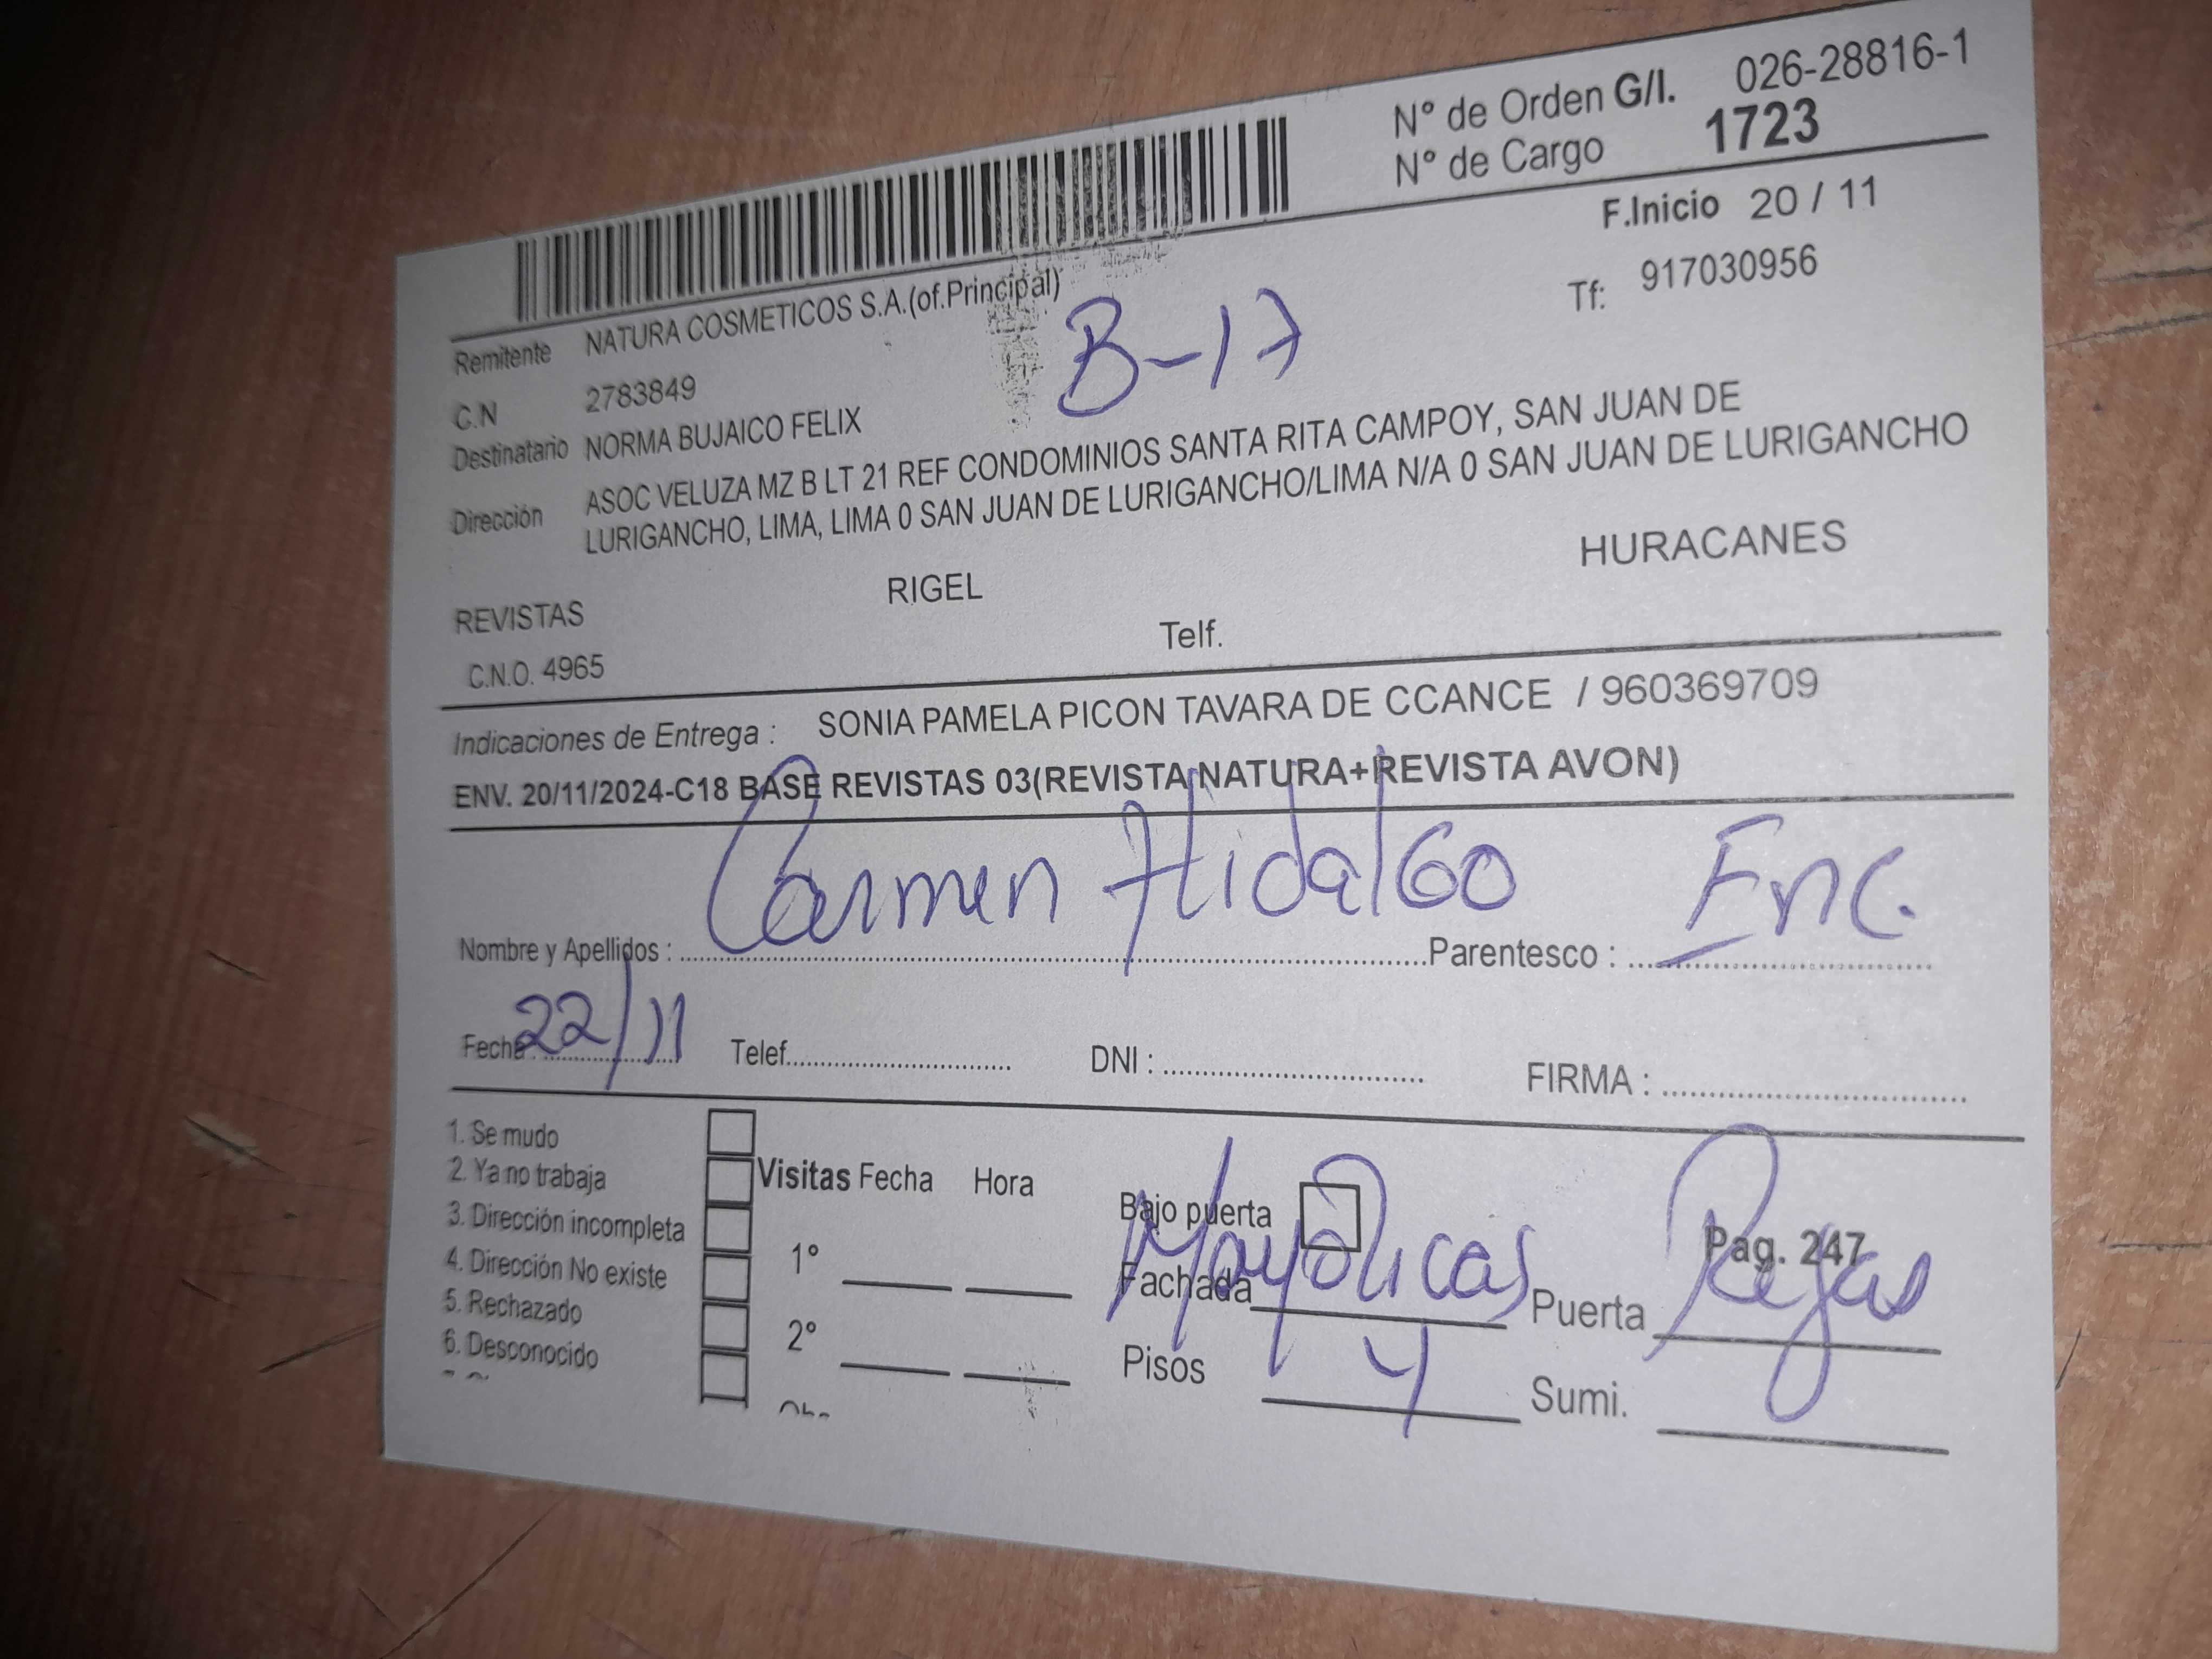 N° de Orden G/I. 026-28816-1
N° de Cargo 1723
F.Inicio 20 / 11
Remitente NATURA COSMETICOS S.A.(of.Principal)
Tf: 917030956
B-17
C.N 2783849
Destinatario NORMA BUJAICO FELIX
Dirección ASOC VELUZA MZ B LT 21 REF CONDOMINIOS SANTA RITA CAMPOY, SAN JUAN DE
LURIGANCHO, LIMA, LIMA 0 SAN JUAN DE LURIGANCHO/LIMA N/A 0 SAN JUAN DE LURIGANCHO
REVISTAS RIGEL HURACANES
C.N.O. 4965 Telf.
Indicaciones de Entrega : SONIA PAMELA PICON TAVARA DE CCANCE / 960369709
ENV. 20/11/2024-C18 BASE REVISTAS 03(REVISTA NATURA+REVISTA AVON)
Nombre y Apellidos : Carmen Hidalgo Parentesco : Enc.
Fecha : 22/11 Telef. DNI : FIRMA :
1. Se mudo
2. Ya no trabaja
3. Dirección incompleta
4. Dirección No existe
5. Rechazado
6. Desconocido
Visitas Fecha Hora
1°
2°
Bajo puerta Pag. 247
Fachada Mayolicas Puerta Rejas
Pisos 4 Sumi.